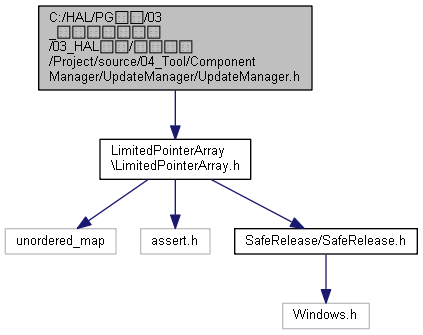 C:/HAL/PG□□/03
_□□□□□□□
/03_HAL□□/□□□□
/Project/source/04_Tool/Component
Manager/UpdateManager/UpdateManager.h
LimitedPointerArray
\LimitedPointerArray.h
unordered_map
assert.h
SafeRelease/SafeRelease.h
Windows.h